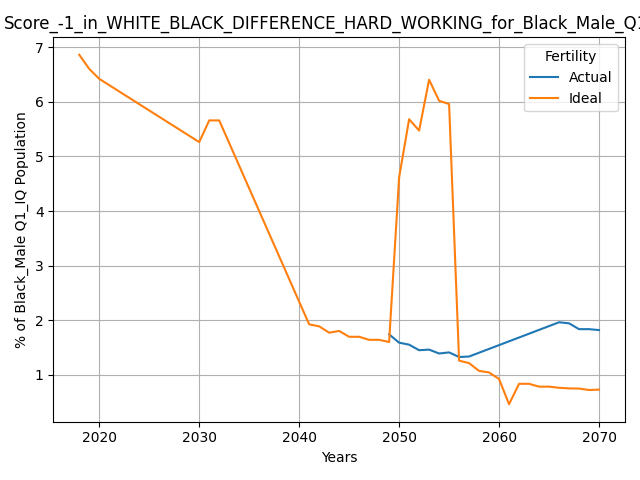 Score_-1_in_WHITE_BLACK_DIFFERENCE_HARD_WORKING_for_Black_Male_Q1
Fertility
Actual
Ideal
% of Black_Male Q1_IQ Population
7
6
5
4
3
2
1
2020 2030 2040 2050 2060 2070
Years